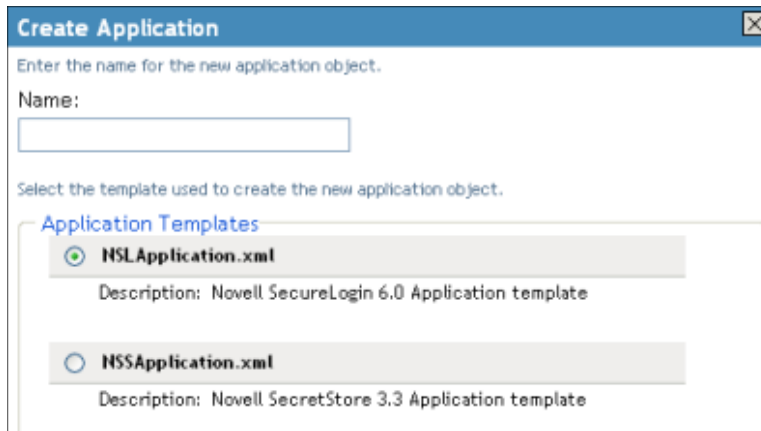 Create Application
Enter the name for the new application object.
Name:
Select the template used to create the new application object.
Application Templates
NSLApplication.xml
Description: Novell SecureLogin 6.0 Application template
NSSApplication.xml
Description: Novell SecretStore 3.3 Application template